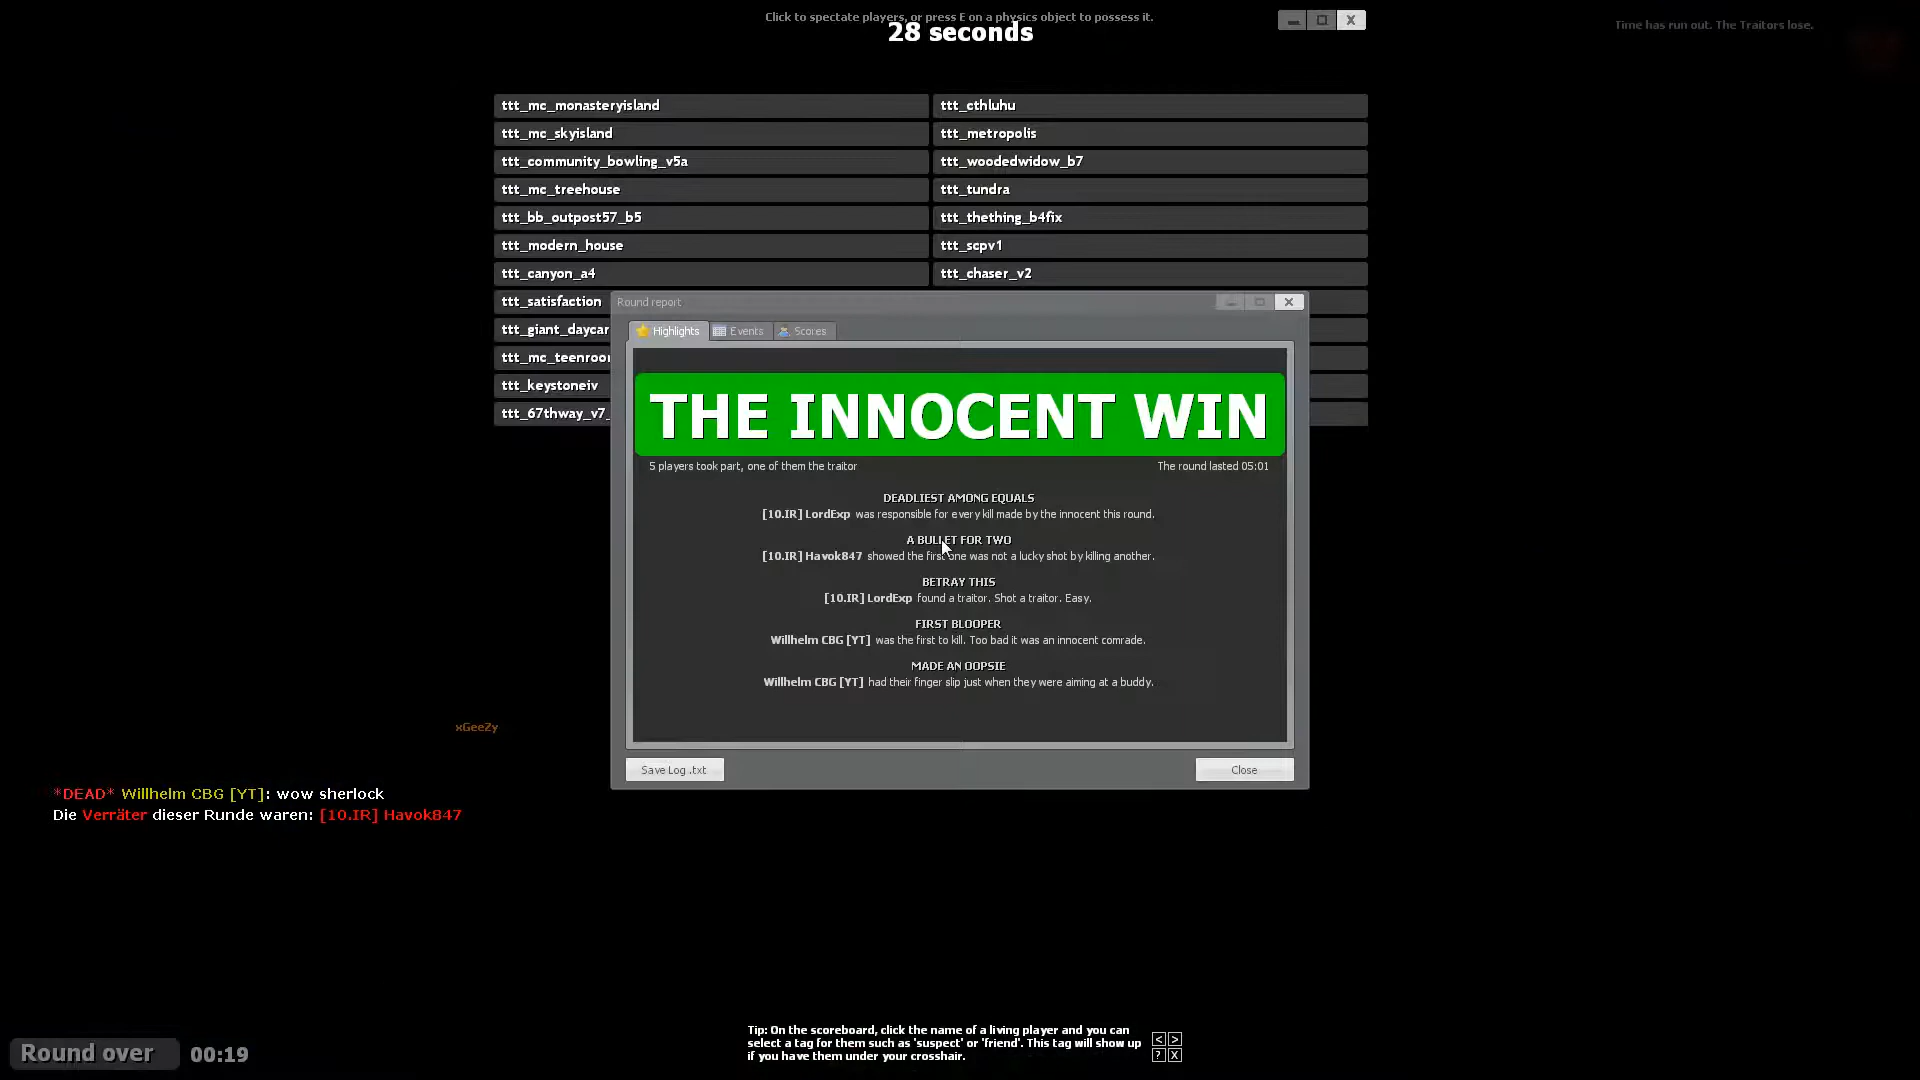 Click to spectate players, or press E on a physics object to possess it.
28 seconds
Time has run out. The Traitors lose.
ttt_mc_monasteryisland
ttt_cthluhu
ttt_mc_skyisland
ttt_metropolis
ttt_community_bowling_v5a
ttt_woodedwidow_b7
ttt_mc_treehouse
ttt_tundra
ttt_bb_outpost57_b5
ttt_thething_b4fix
ttt_modern_house
ttt_scpv1
ttt_canyon_a4
ttt_chaser_v2
ttt_satisfaction
ttt_giant_daycar
ttt_mc_teenroo
ttt_keystoneiv
ttt_67thway_v7_
Round report
Highlights
Events
Scores
THE INNOCENT WIN
5 players took part, one of them the traitor
The round lasted 05:01
DEADLIEST AMONG EQUALS
[10.IR] LordExp was responsible for every kill made by the innocent this round.
A BULLET FOR TWO
[10.IR] Havok847 showed the first one was not a lucky shot by killing another.
BETRAY THIS
[10.IR] LordExp found a traitor. Shot a traitor. Easy.
FIRST BLOOPER
Willhelm CBG [YT] was the first to kill. Too bad it was an innocent comrade.
MADE AN OOPSIE
Willhelm CBG [YT] had their finger slip just when they were aiming at a buddy.
Save Log .txt
Close
xGeeZy
*DEAD* Willhelm CBG [YT]: wow sherlock
Die Verräter dieser Runde waren: [10.IR] Havok847
Tip: On the scoreboard, click the name of a living player and you can
select a tag for them such as 'suspect' or 'friend'. This tag will show up
if you have them under your crosshair.
< >
? X
Round over
00:19